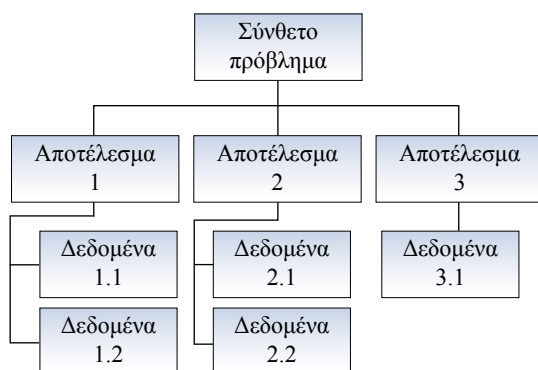 Σύνθετο
πρόβλημα
Αποτέλεσμα
1
Αποτέλεσμα
2
Αποτέλεσμα
3
Δεδομένα
1.1
Δεδομένα
2.1
Δεδομένα
3.1
Δεδομένα
1.2
Δεδομένα
2.2